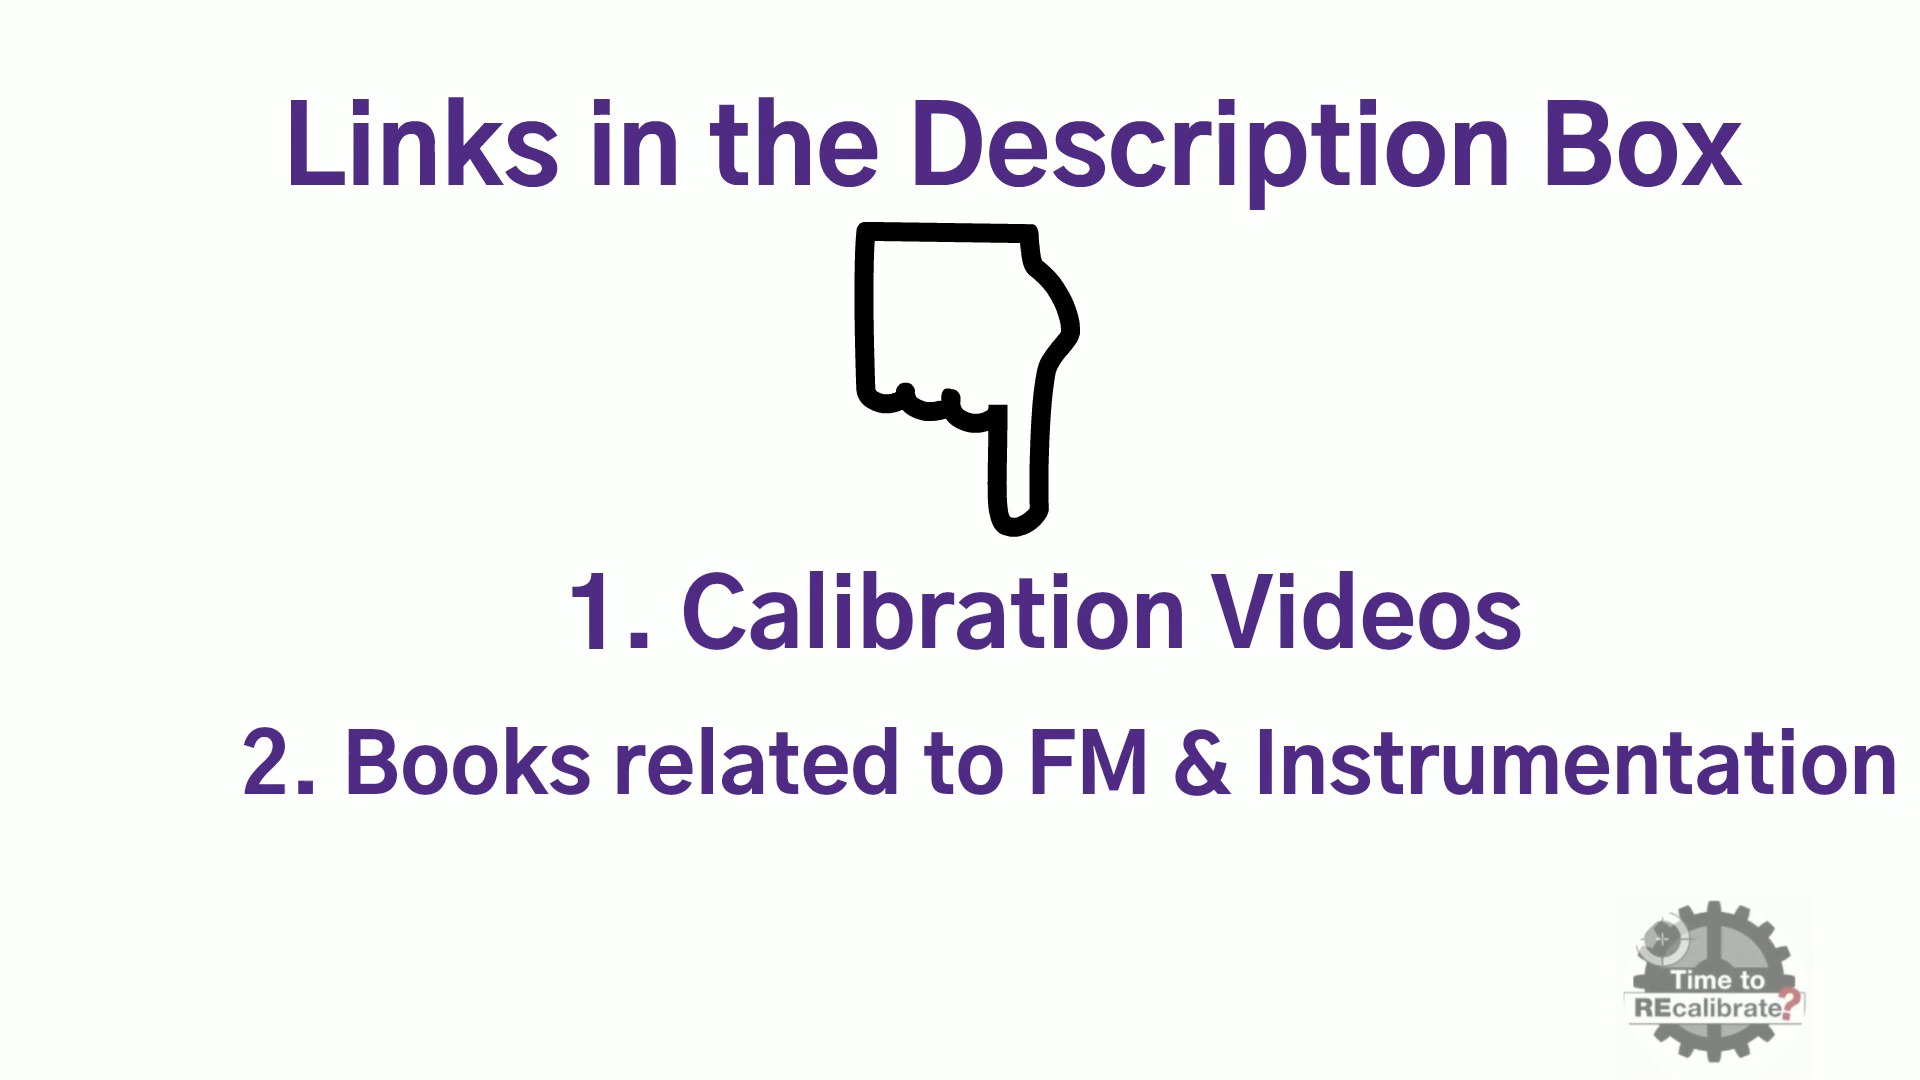 Links in the Description Box
1. Calibration Videos
2. Books related to FM & Instrumentation
Time to
REcalibrate?